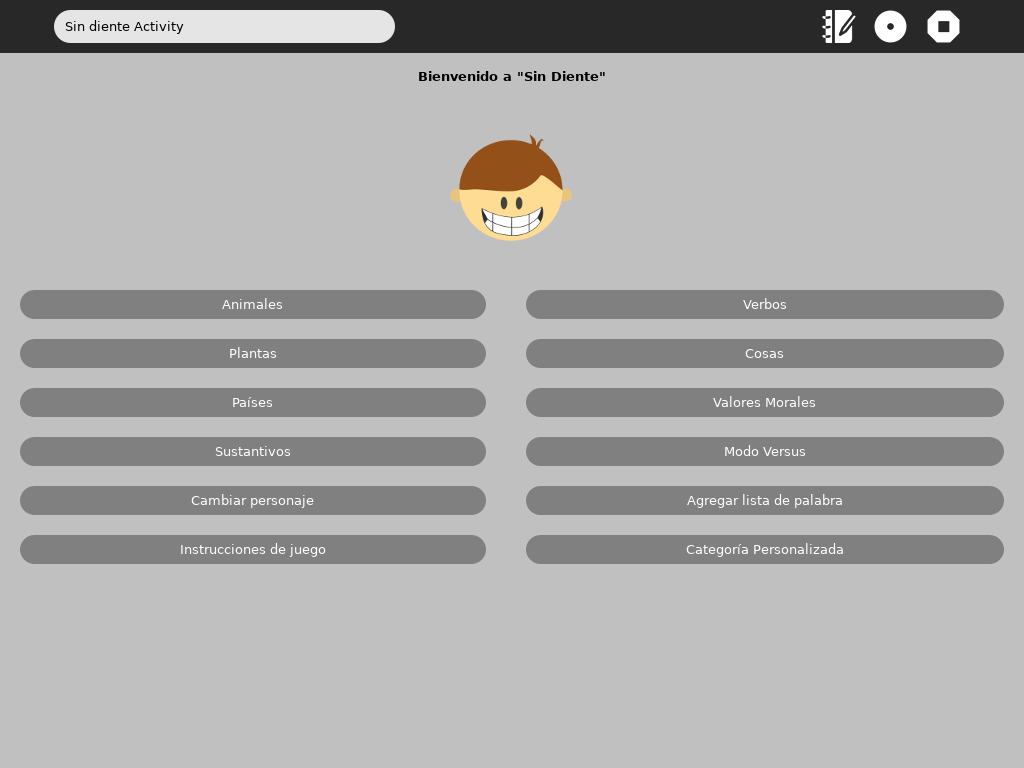 Sin diente Activity
Bienvenido a "Sin Diente"
Animales
Verbos
Plantas
Cosas
Países
Valores Morales
Sustantivos
Modo Versus
Cambiar personaje
Agregar lista de palabra
Instrucciones de juego
Categoría Personalizada